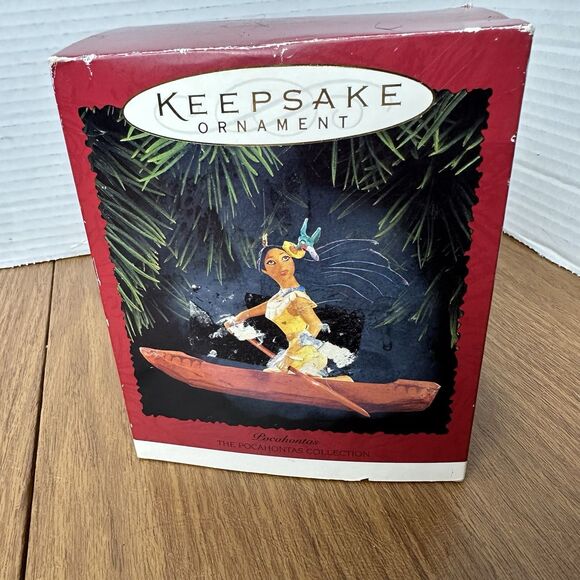 KEEPSAKE
ORNAMENT
Pocahontas
THE POCAHONTAS COLLECTION